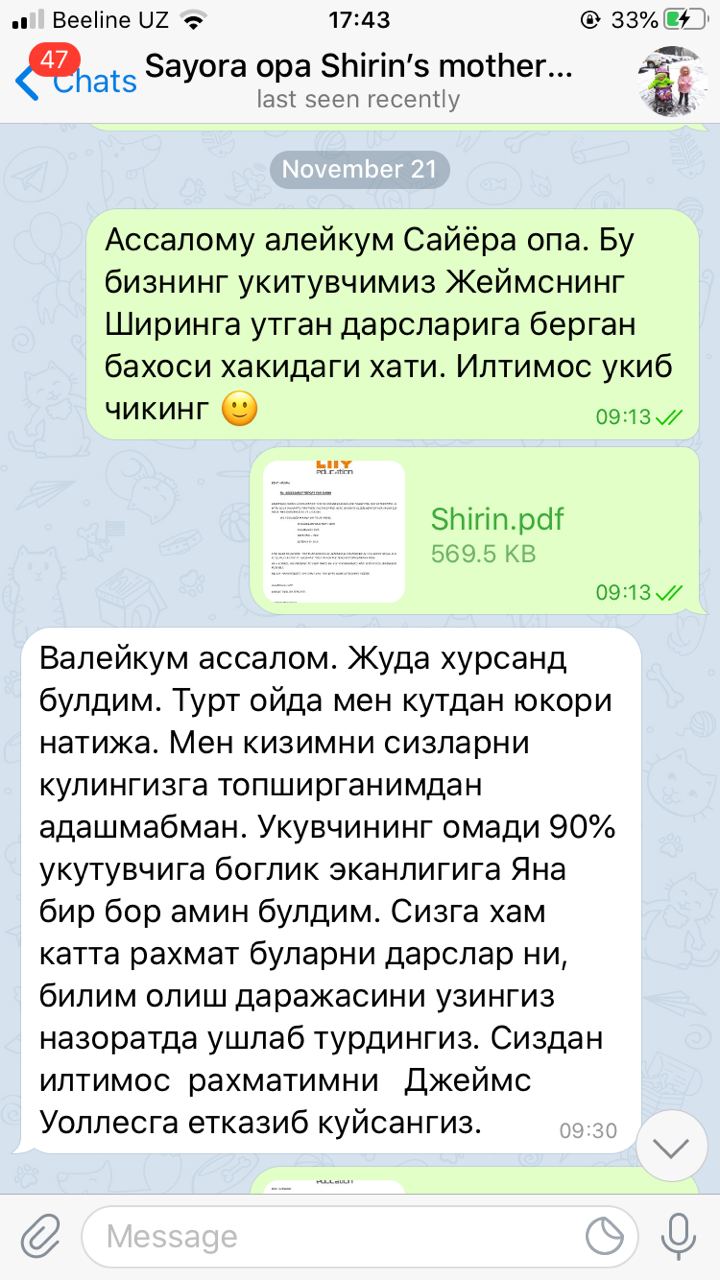 Beeline UZ
17:43
33%
47
Chats
Sayora opa Shirin's mother...
last seen recently
November 21
Ассалому алейкум Сайёра опа. Бу
бизнинг укитувчимиз Жеймснинг
Ширинга утган дарсларига берган
бахоси хакидаги хати. Илтимос укиб
чикинг 🙂
09:13
education
Shirin.pdf
569.5 KB
09:13
Валейкум ассалом. Жуда хурсанд
булдим. Турт ойда мен кутдан юкори
натижа. Мен кизимни сизларни
кулингизга топширганимдан
адашмабман. Укувчининг омади 90%
укутувчига боглик эканлигига Яна
бир бор амин булдим. Сизга хам
катта рахмат буларни дарслар ни,
билим олиш даражасини узингиз
назоратда ушлаб турдингиз. Сиздан
илтимос рахматимни Джеймс
Уоллесга етказиб куйсангиз.
09:30
Message